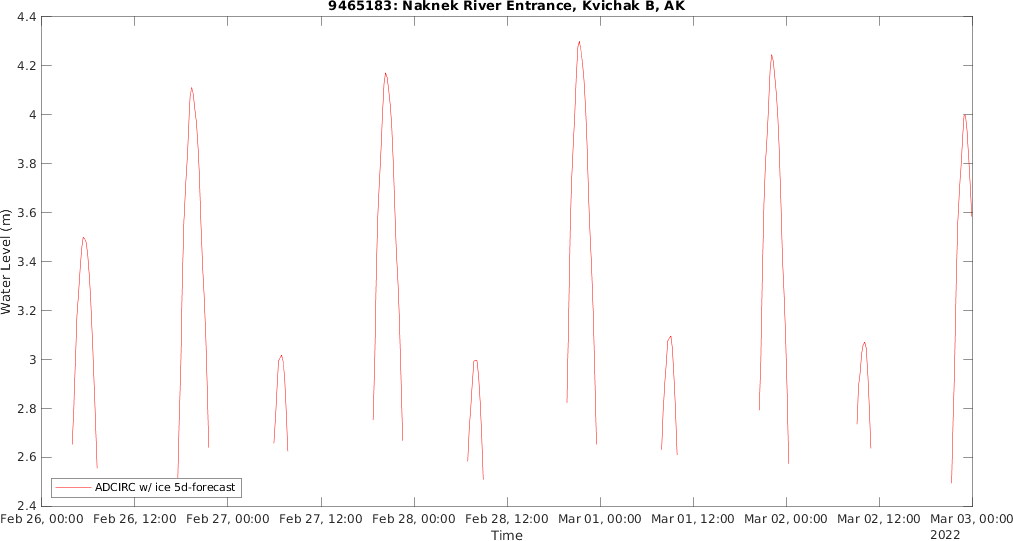 9465183: Naknek River Entrance, Kvichak B, AK
4.4
4.2
4
3.8
3.6
3.4
3.2
3
2.8
2.6
2.4
Water Level (m)
ADCIRC w/ ice 5d-forecast
Feb 26, 00:00 Feb 26, 12:00 Feb 27, 00:00 Feb 27, 12:00 Feb 28, 00:00 Feb 28, 12:00 Mar 01, 00:00 Mar 01, 12:00 Mar 02, 00:00 Mar 02, 12:00 Mar 03, 00:00
Time
2022